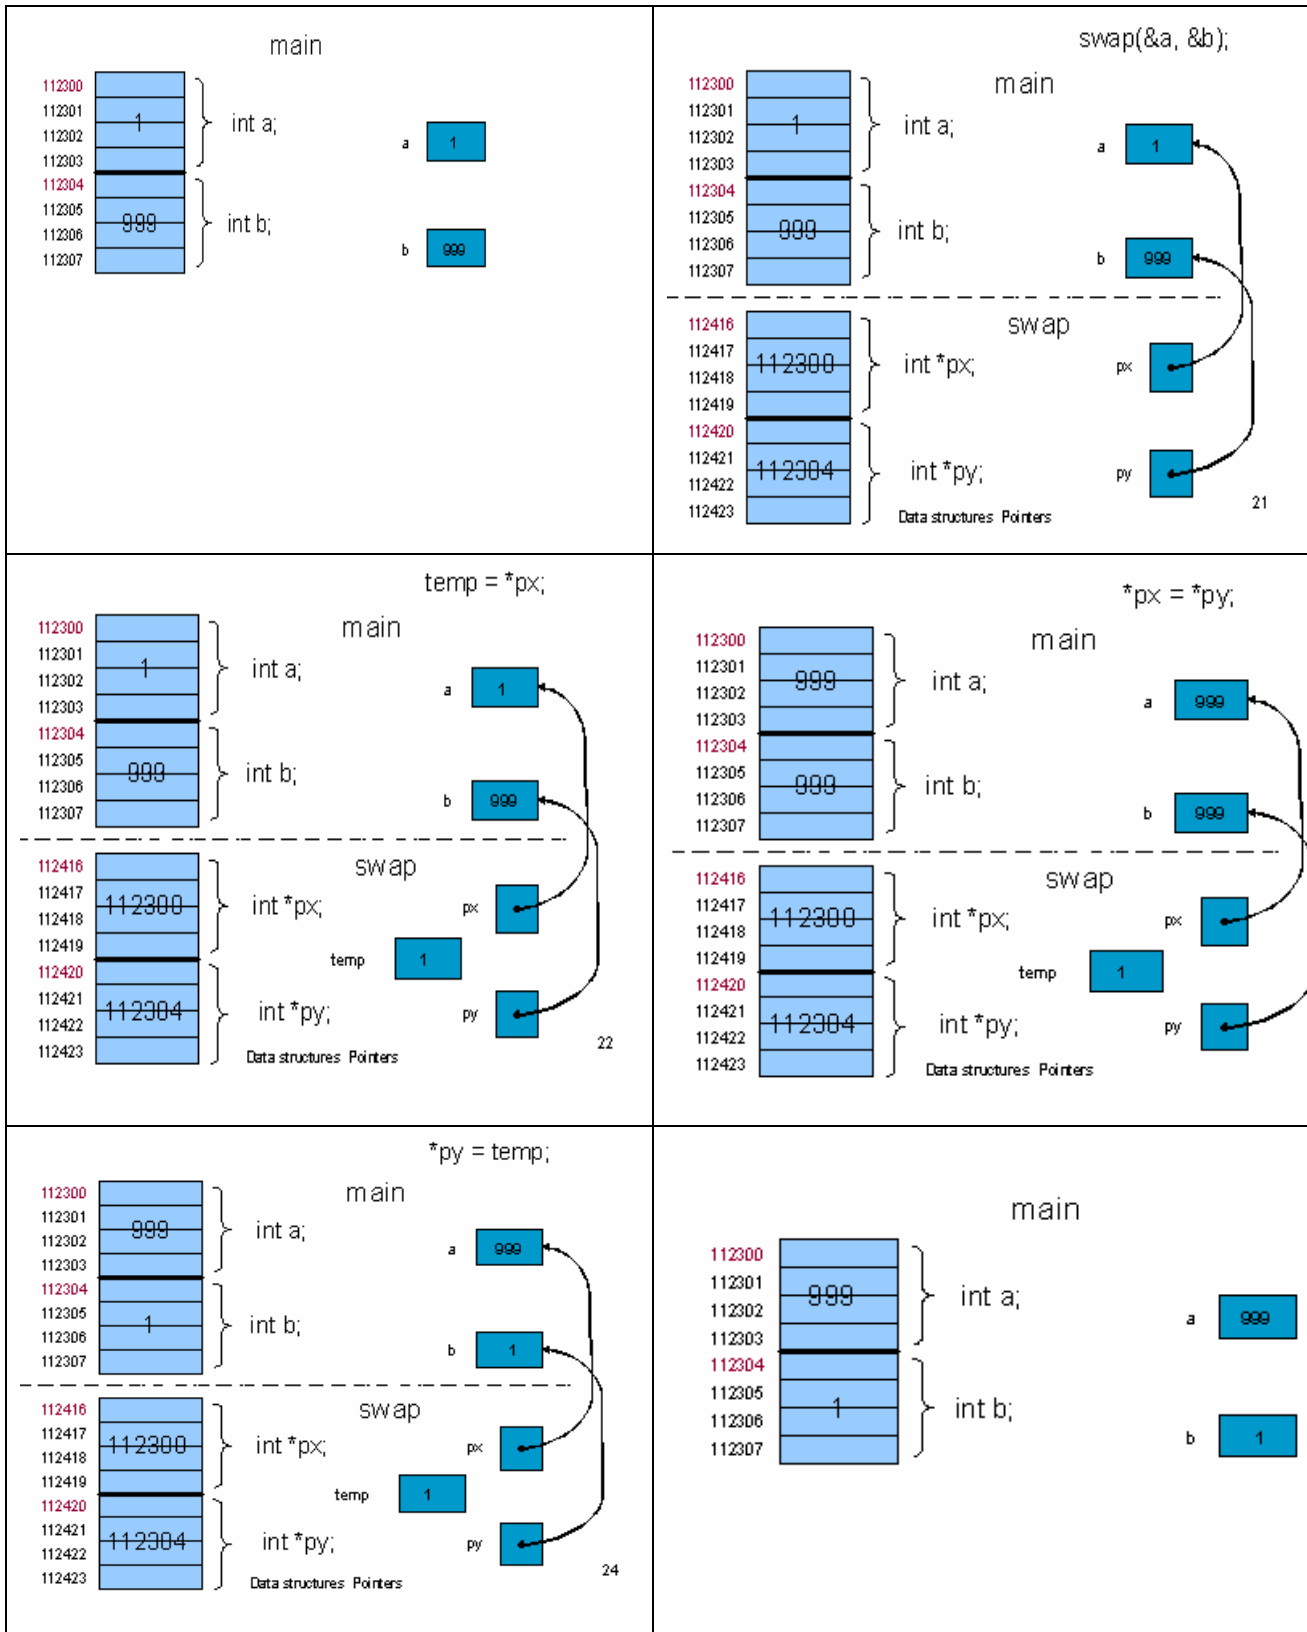 main
112300
112301
112302
112303
1
int a;
112304
112305
112306
112307
999
int b;
a 1
b 999
swap(&a, &b);
main
112300
112301
112302
112303
1
int a;
112304
112305
112306
112307
999
int b;
a 1
b 999
swap
112416
112417
112418
112419
112300
int *px;
112420
112421
112422
112423
112304
int *py;
px
py
21
Data structures Pointers
temp = *px;
main
112300
112301
112302
112303
1
int a;
112304
112305
112306
112307
999
int b;
a 1
b 999
swap
112416
112417
112418
112419
112300
int *px;
112420
112421
112422
112423
112304
int *py;
px
temp 1
py
22
Data structures Pointers
*px = *py;
main
112300
112301
112302
112303
999
int a;
112304
112305
112306
112307
999
int b;
a 999
b 999
swap
112416
112417
112418
112419
112300
int *px;
112420
112421
112422
112423
112304
int *py;
px
temp 1
py
Data structures Pointers
*py = temp;
main
112300
112301
112302
112303
999
int a;
112304
112305
112306
112307
1
int b;
a 999
b 1
swap
112416
112417
112418
112419
112300
int *px;
112420
112421
112422
112423
112304
int *py;
px
temp 1
py
24
Data structures Pointers
main
112300
112301
112302
112303
999
int a;
112304
112305
112306
112307
1
int b;
a 999
b 1